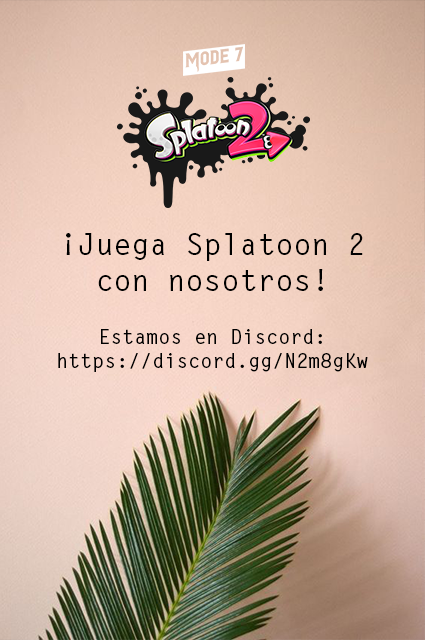 MODE 7
Splatoon 2
¡Juega Splatoon 2
con nosotros!
Estamos en Discord:
https://discord.gg/N2m8gKw